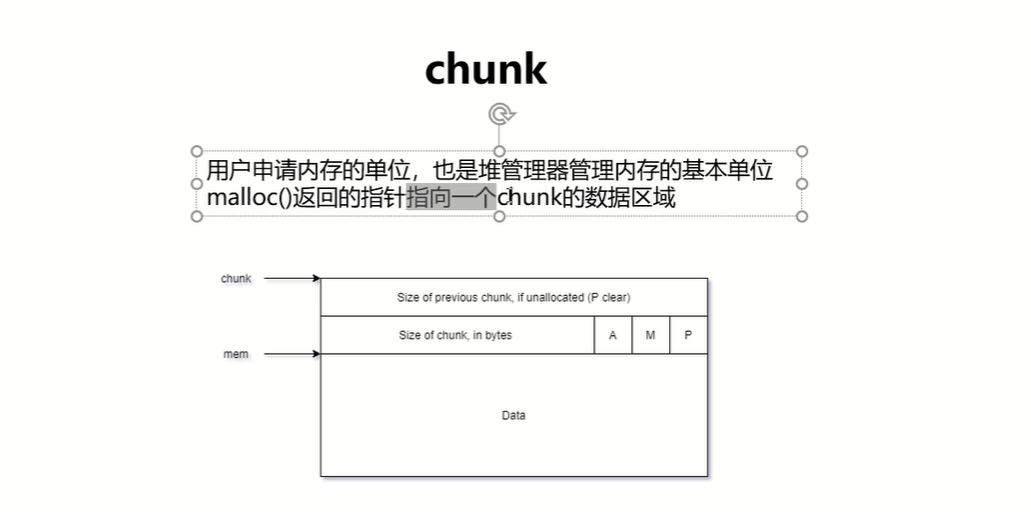 chunk
用户申请内存的单位，也是堆管理器管理内存的基本单位
malloc()返回的指针指向一个chunk的数据区域
chunk
Size of previous chunk, if unallocated (P clear)
Size of chunk, in bytes A M P
mem
Data